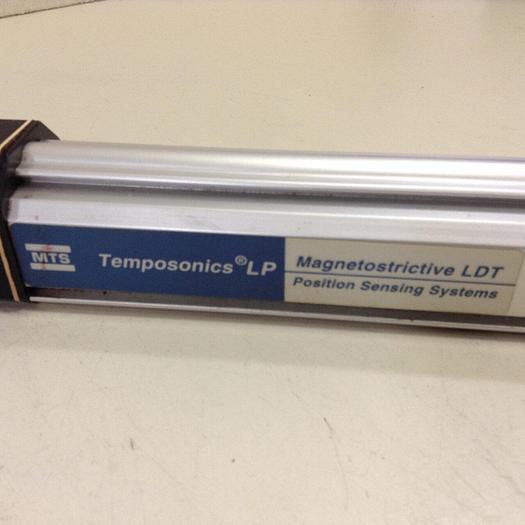 MTS
Temposonics® LP
Magnetostrictive LDT
Position Sensing Systems